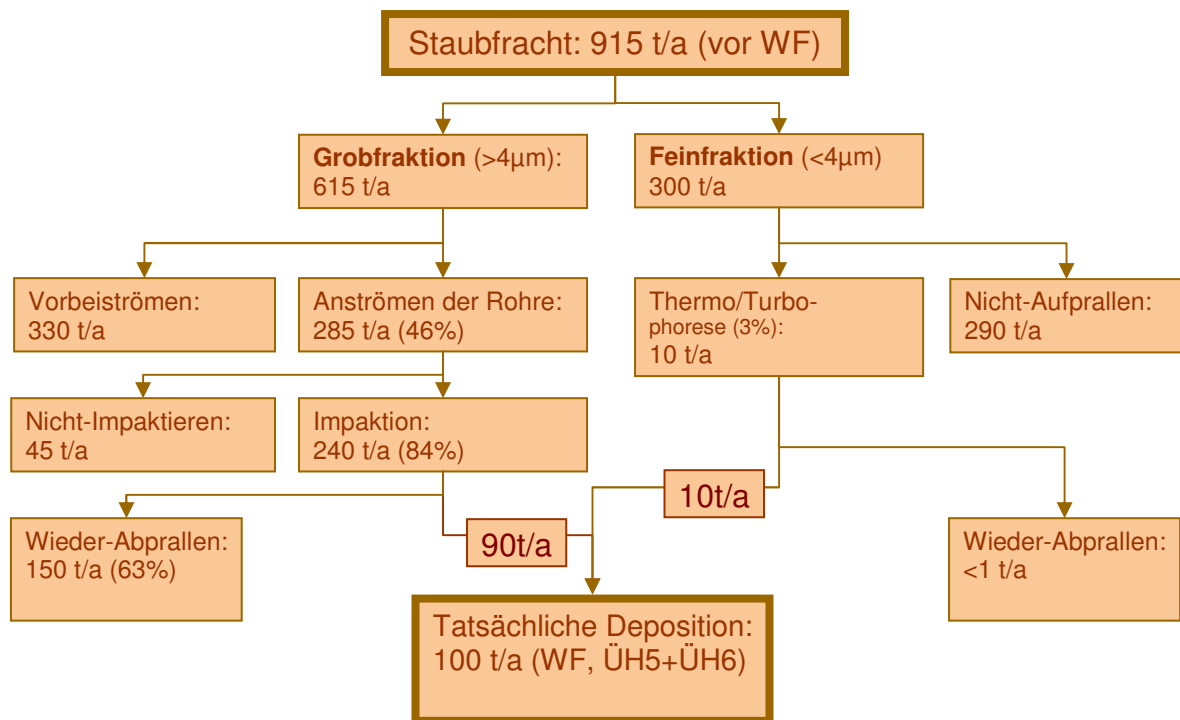 Staubfracht: 915 t/a (vor WF)
Grobfraktion (>4µm):
615 t/a
Feinfraktion (<4µm)
300 t/a
Vorbeiströmen:
330 t/a
Anströmen der Rohre:
285 t/a (46%)
Thermo/Turbo-
phorese (3%):
10 t/a
Nicht-Aufprallen:
290 t/a
Nicht-Impaktieren:
45 t/a
Impaktion:
240 t/a (84%)
10t/a
90t/a
Wieder-Abprallen:
150 t/a (63%)
Wieder-Abprallen:
<1 t/a
Tatsächliche Deposition:
100 t/a (WF, ÜH5+ÜH6)